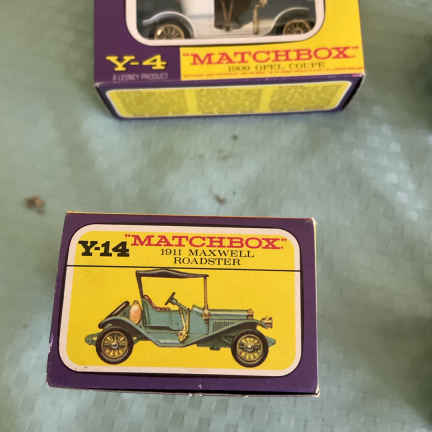 Y-4 "MATCHBOX"
A LESNEY PRODUCT 1909 OPEL COUPE
Y-14 "MATCHBOX"
1911 MAXWELL
ROADSTER